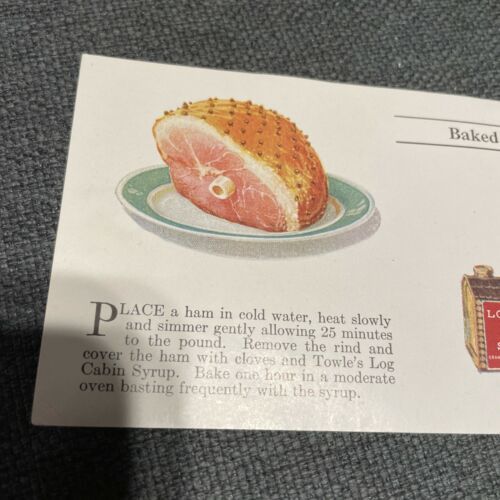 Baked
PLACE a ham in cold water, heat slowly
and simmer gently allowing 25 minutes
to the pound. Remove the rind and
cover the ham with cloves and Towle's Log
Cabin Syrup. Bake one hour in a moderate
oven basting frequently with the syrup.
LO